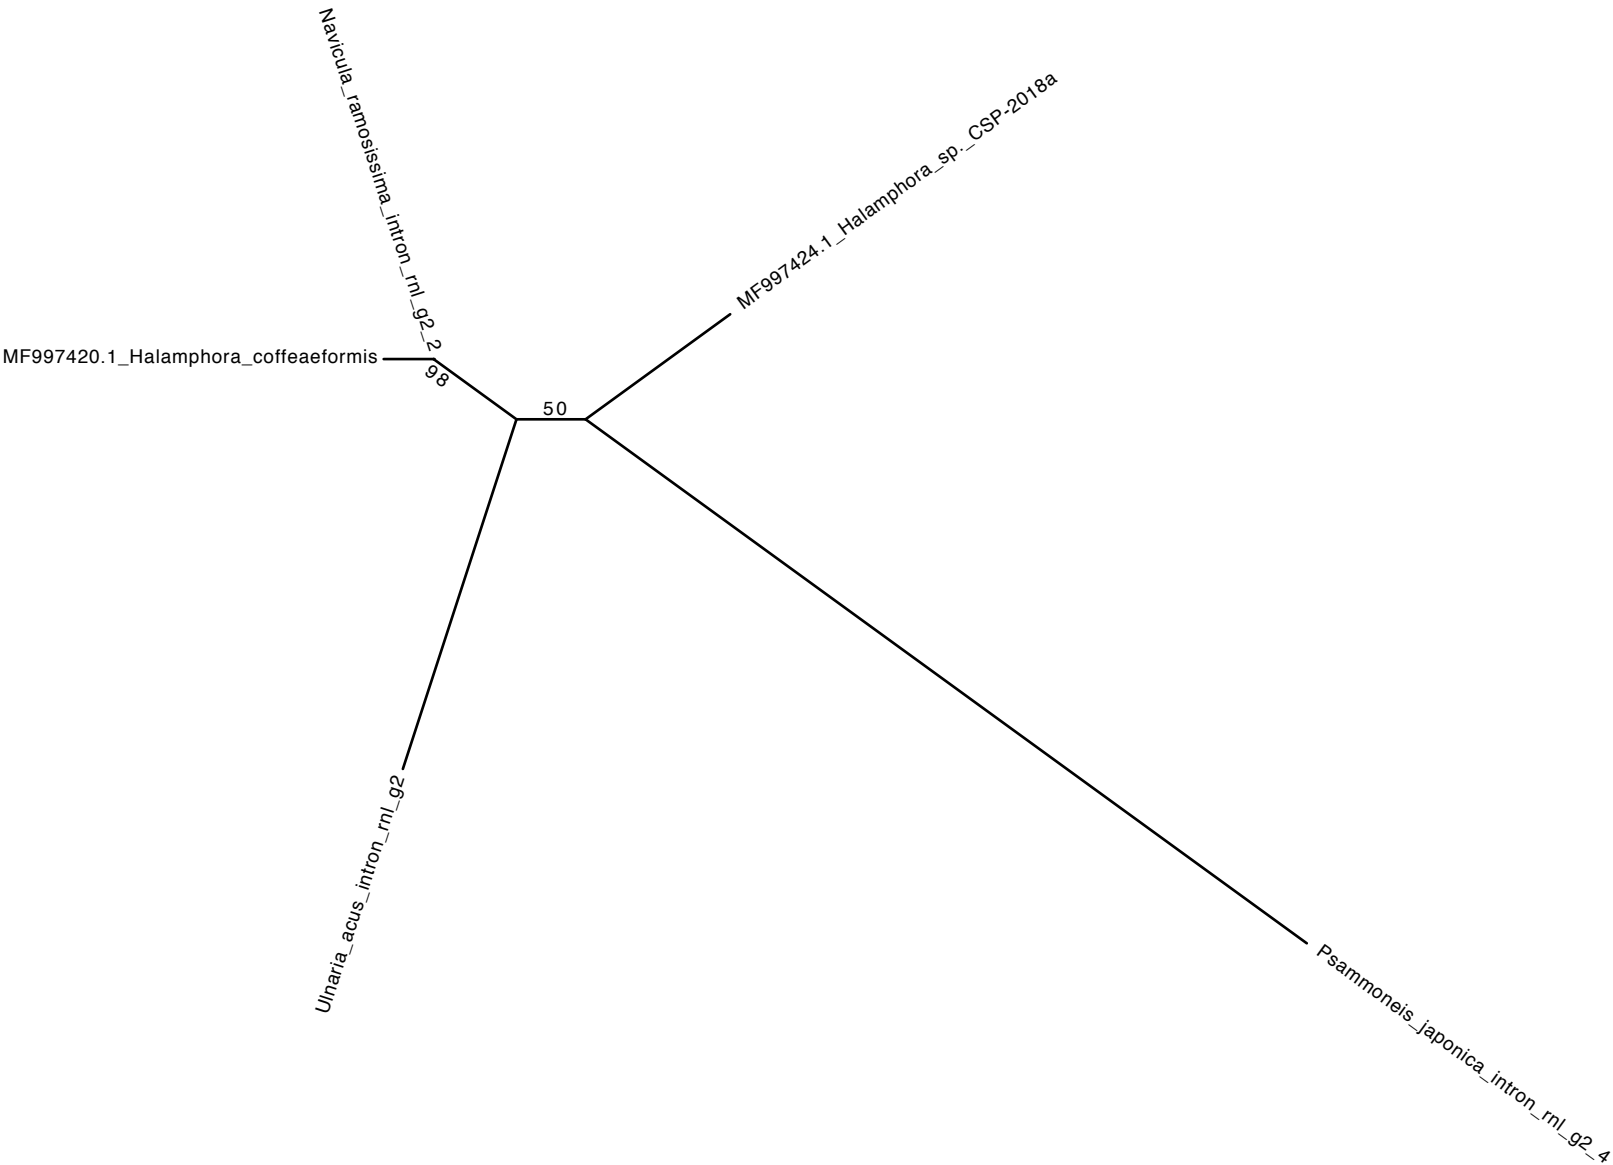 Navicula_ramosissima_intron_rnl_g2_2
MF997424.1_Halamphora_sp._CSP-2018a
MF997420.1_Halamphora_coffeaeformis
98
50
Ulnaria_acus_intron_rnl_g2
Psammoneis_japonica_intron_rnl_g2_4